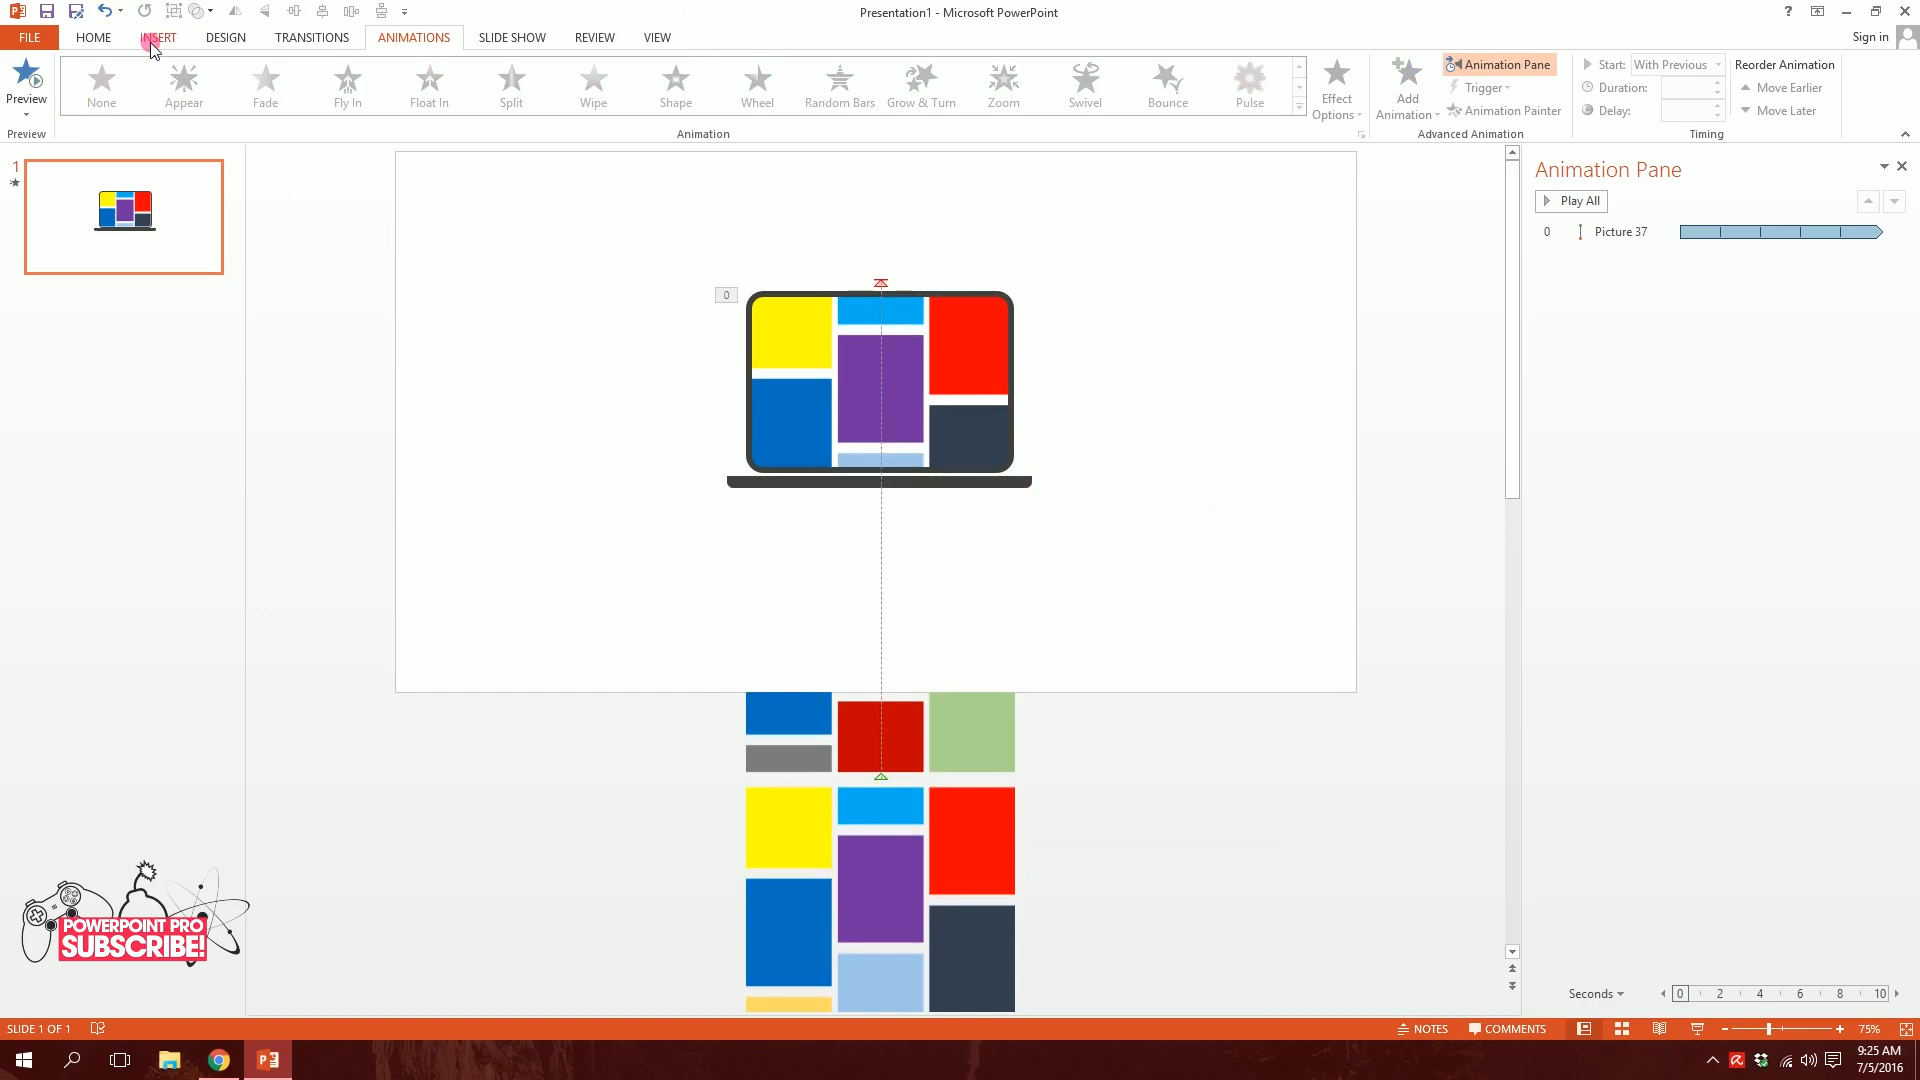 Presentation1 - Microsoft PowerPoint
?
FILE
HOME
INSERT
DESIGN
TRANSITIONS
ANIMATIONS
SLIDE SHOW
REVIEW
VIEW
Sign in
Preview
Preview
None
Appear
Fade
Fly In
Float In
Split
Wipe
Shape
Wheel
Random Bars
Grow & Turn
Zoom
Swivel
Bounce
Pulse
Animation
Effect
Options
Add
Animation
Animation Pane
Trigger
Animation Painter
Advanced Animation
Start:
With Previous
Duration:
Delay:
Timing
Reorder Animation
Move Earlier
Move Later
1
0
Animation Pane
Play All
0
Picture 37
POWERPOINT PRO
SUBSCRIBE!
Seconds
0
2
4
6
8
10
SLIDE 1 OF 1
NOTES
COMMENTS
75%
9:25 AM
7/5/2016